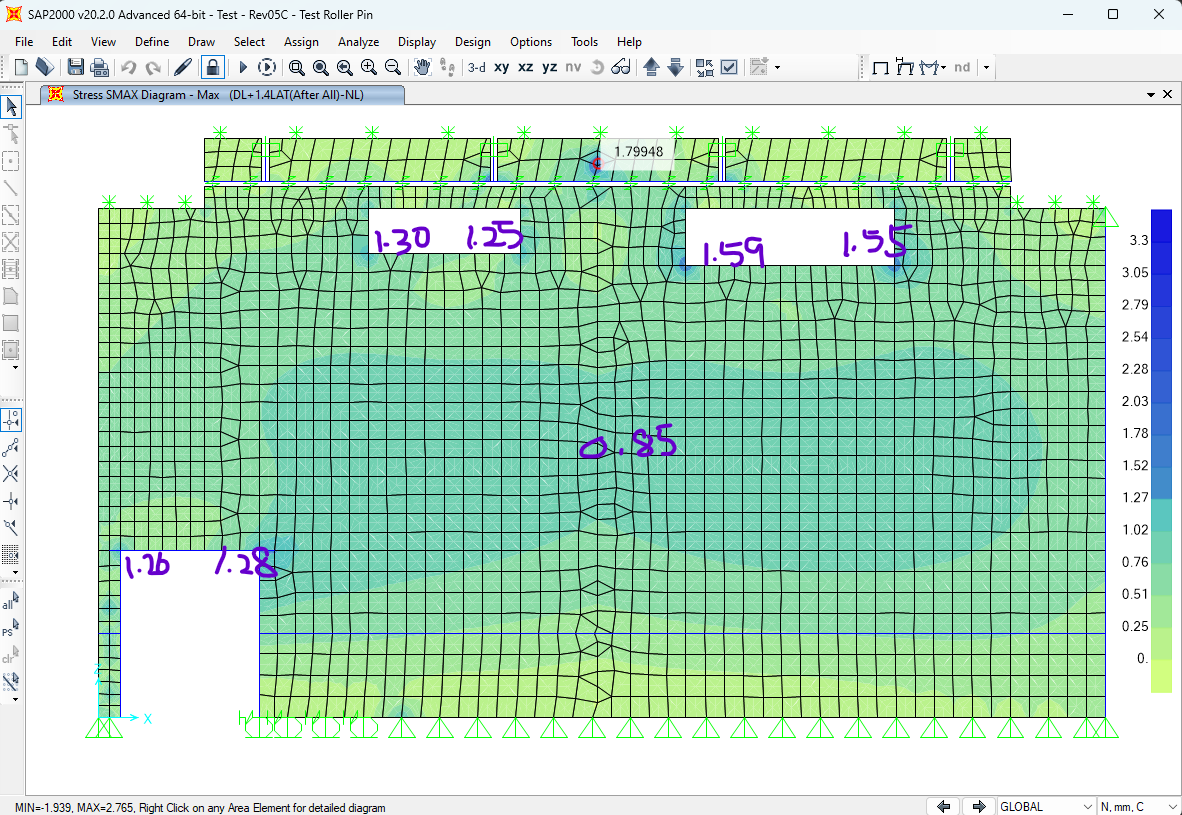 SAP2000 v20.2.0 Advanced 64-bit - Test - Rev05C - Test Roller Pin
File Edit View Define Draw Select Assign Analyze Display Design Options Tools Help
3-d xy xz yz nv nd
Stress SMAX Diagram - Max (DL+1.4LAT(After All)-NL)
1.79948
1.30 1.25
1.59 1.55
0.85
1.26 1.28
3.3
3.05
2.79
2.54
2.28
2.03
1.78
1.52
1.27
1.02
0.76
0.51
0.25
0.
all
PS
clr
Z
X
MIN=-1.939, MAX=2.765, Right Click on any Area Element for detailed diagram
GLOBAL
N, mm, C